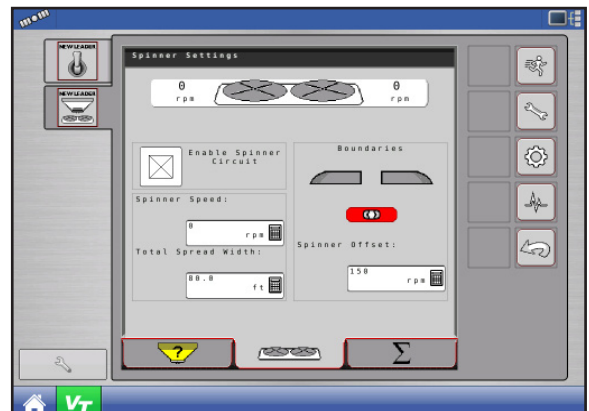 NEW LEADER
NEW LEADER
Spinner Settings
0
rpm
0
rpm
Enable Spinner
Circuit
Boundaries
Spinner Speed:
0
rpm
Total Spread Width:
80.0
ft
Spinner Offset:
150
rpm
?
Σ
VT